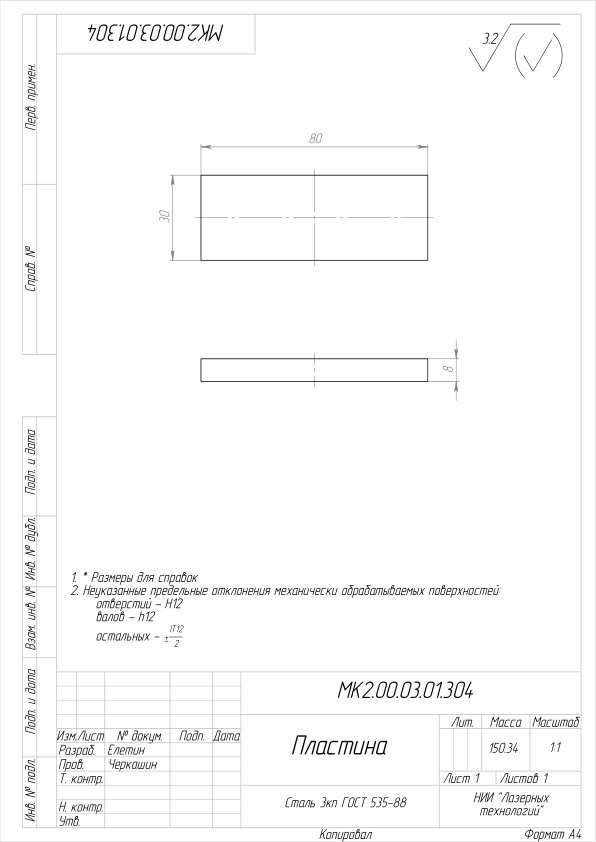 МК2.00.03.01.304
3.2
Перв. примен.
Справ. №
80
30
8
Подп. и дата
Инв. № дубл.
Взам. инв. №
Подп. и дата
Инв. № подл.
1. * Размеры для справок
2. Неуказанные предельные отклонения механически обрабатываемых поверхностей:
отверстий – H12
валов – h12
остальных – ± IT12/2
МК2.00.03.01.304
Изм. Лист № докум. Подп. Дата
Разраб. Елетин
Пров. Черкашин
Т. контр.
Н. контр.
Утв.
Пластина
Лит. Масса Масштаб
150.34 1:1
Лист 1 Листов 1
Сталь 3кп ГОСТ 535–88
НИИ "Лазерных
технологий"
Копировал Формат А4